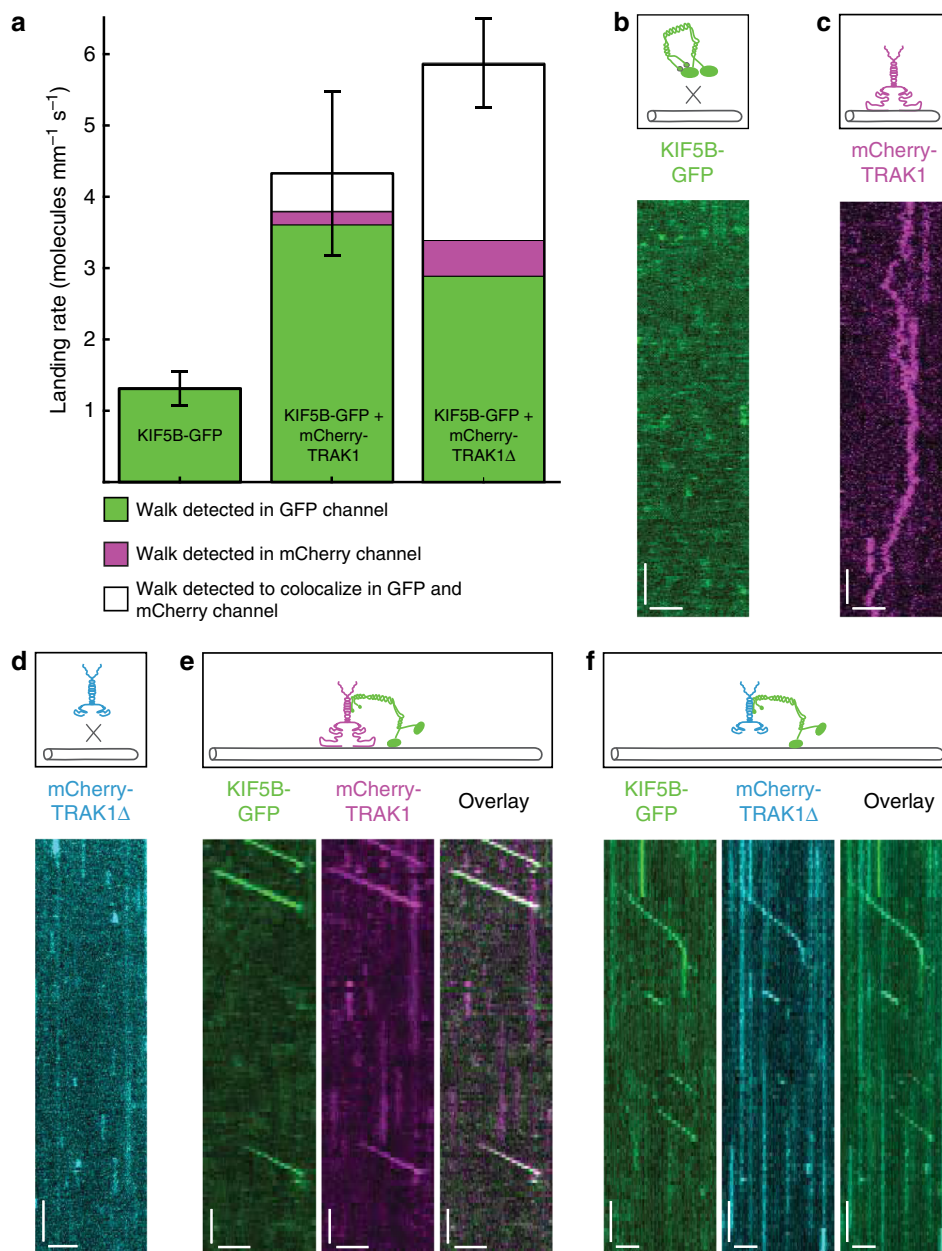 a
Landing rate (molecules mm⁻¹ s⁻¹)
6
5
4
3
2
1
KIF5B-GFP
KIF5B-GFP +
mCherry-
TRAK1
KIF5B-GFP +
mCherry-
TRAK1Δ
Walk detected in GFP channel
Walk detected in mCherry channel
Walk detected to colocalize in GFP and
mCherry channel
b
KIF5B-
GFP
c
mCherry-
TRAK1
d
mCherry-
TRAK1Δ
e
KIF5B-
GFP
mCherry-
TRAK1
Overlay
f
KIF5B-
GFP
mCherry-
TRAK1Δ
Overlay